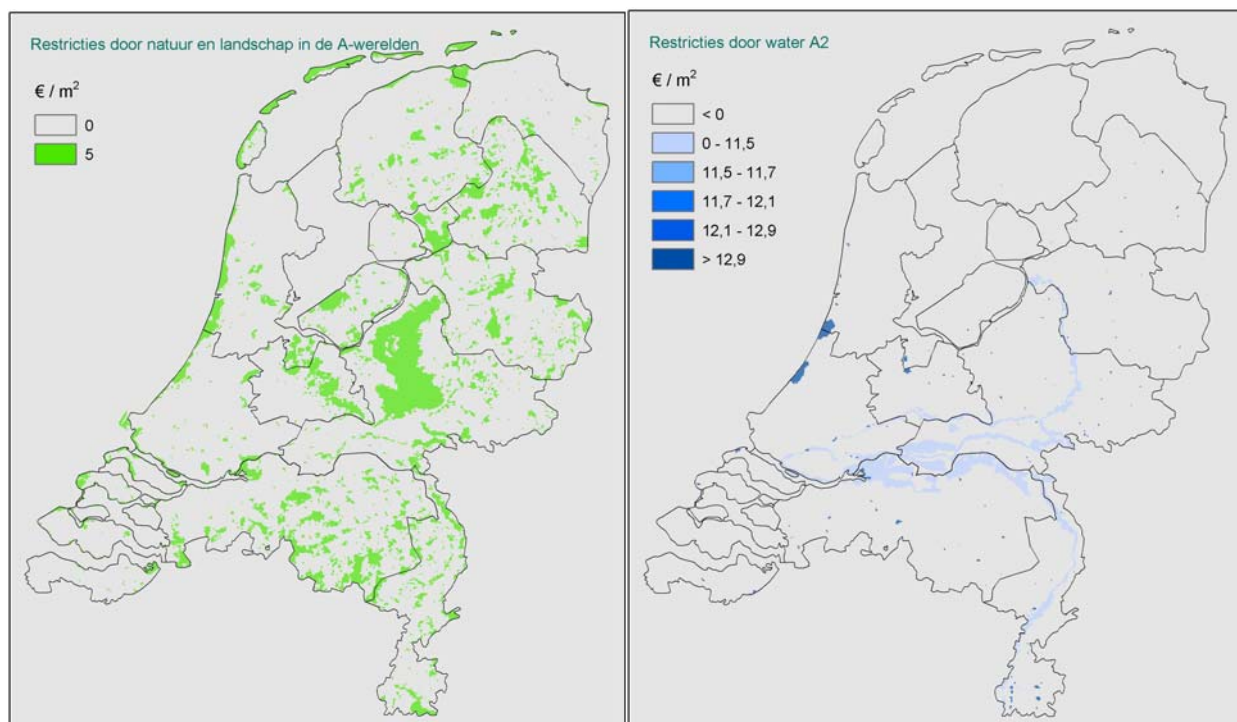 Restricties door natuur en landschap in de A-werelden
€ / m²
0
5
Restricties door water A2
€ / m²
< 0
0 - 11,5
11,5 - 11,7
11,7 - 12,1
12,1 - 12,9
> 12,9